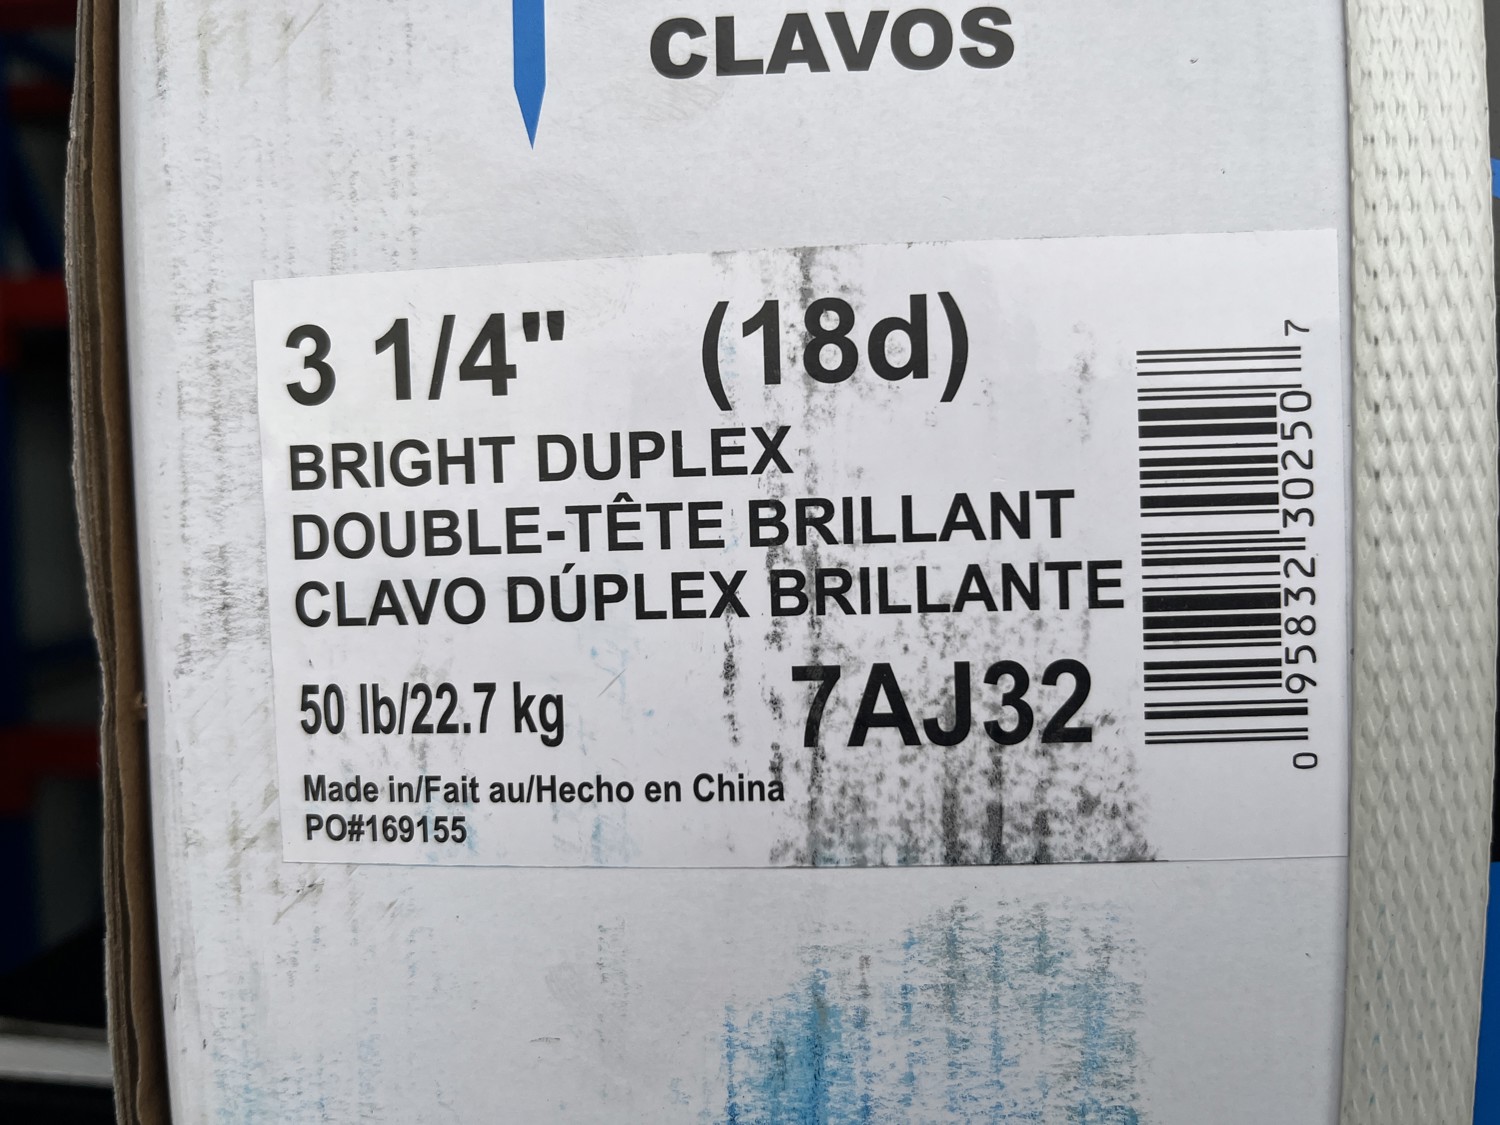 CLAVOS
3 1/4" (18d)
BRIGHT DUPLEX
DOUBLE-TÊTE BRILLANT
CLAVO DÚPLEX BRILLANTE
50 lb/22.7 kg 7AJ32
Made in/Fait au/Hecho en China
PO#169155
0 95832 30250 7